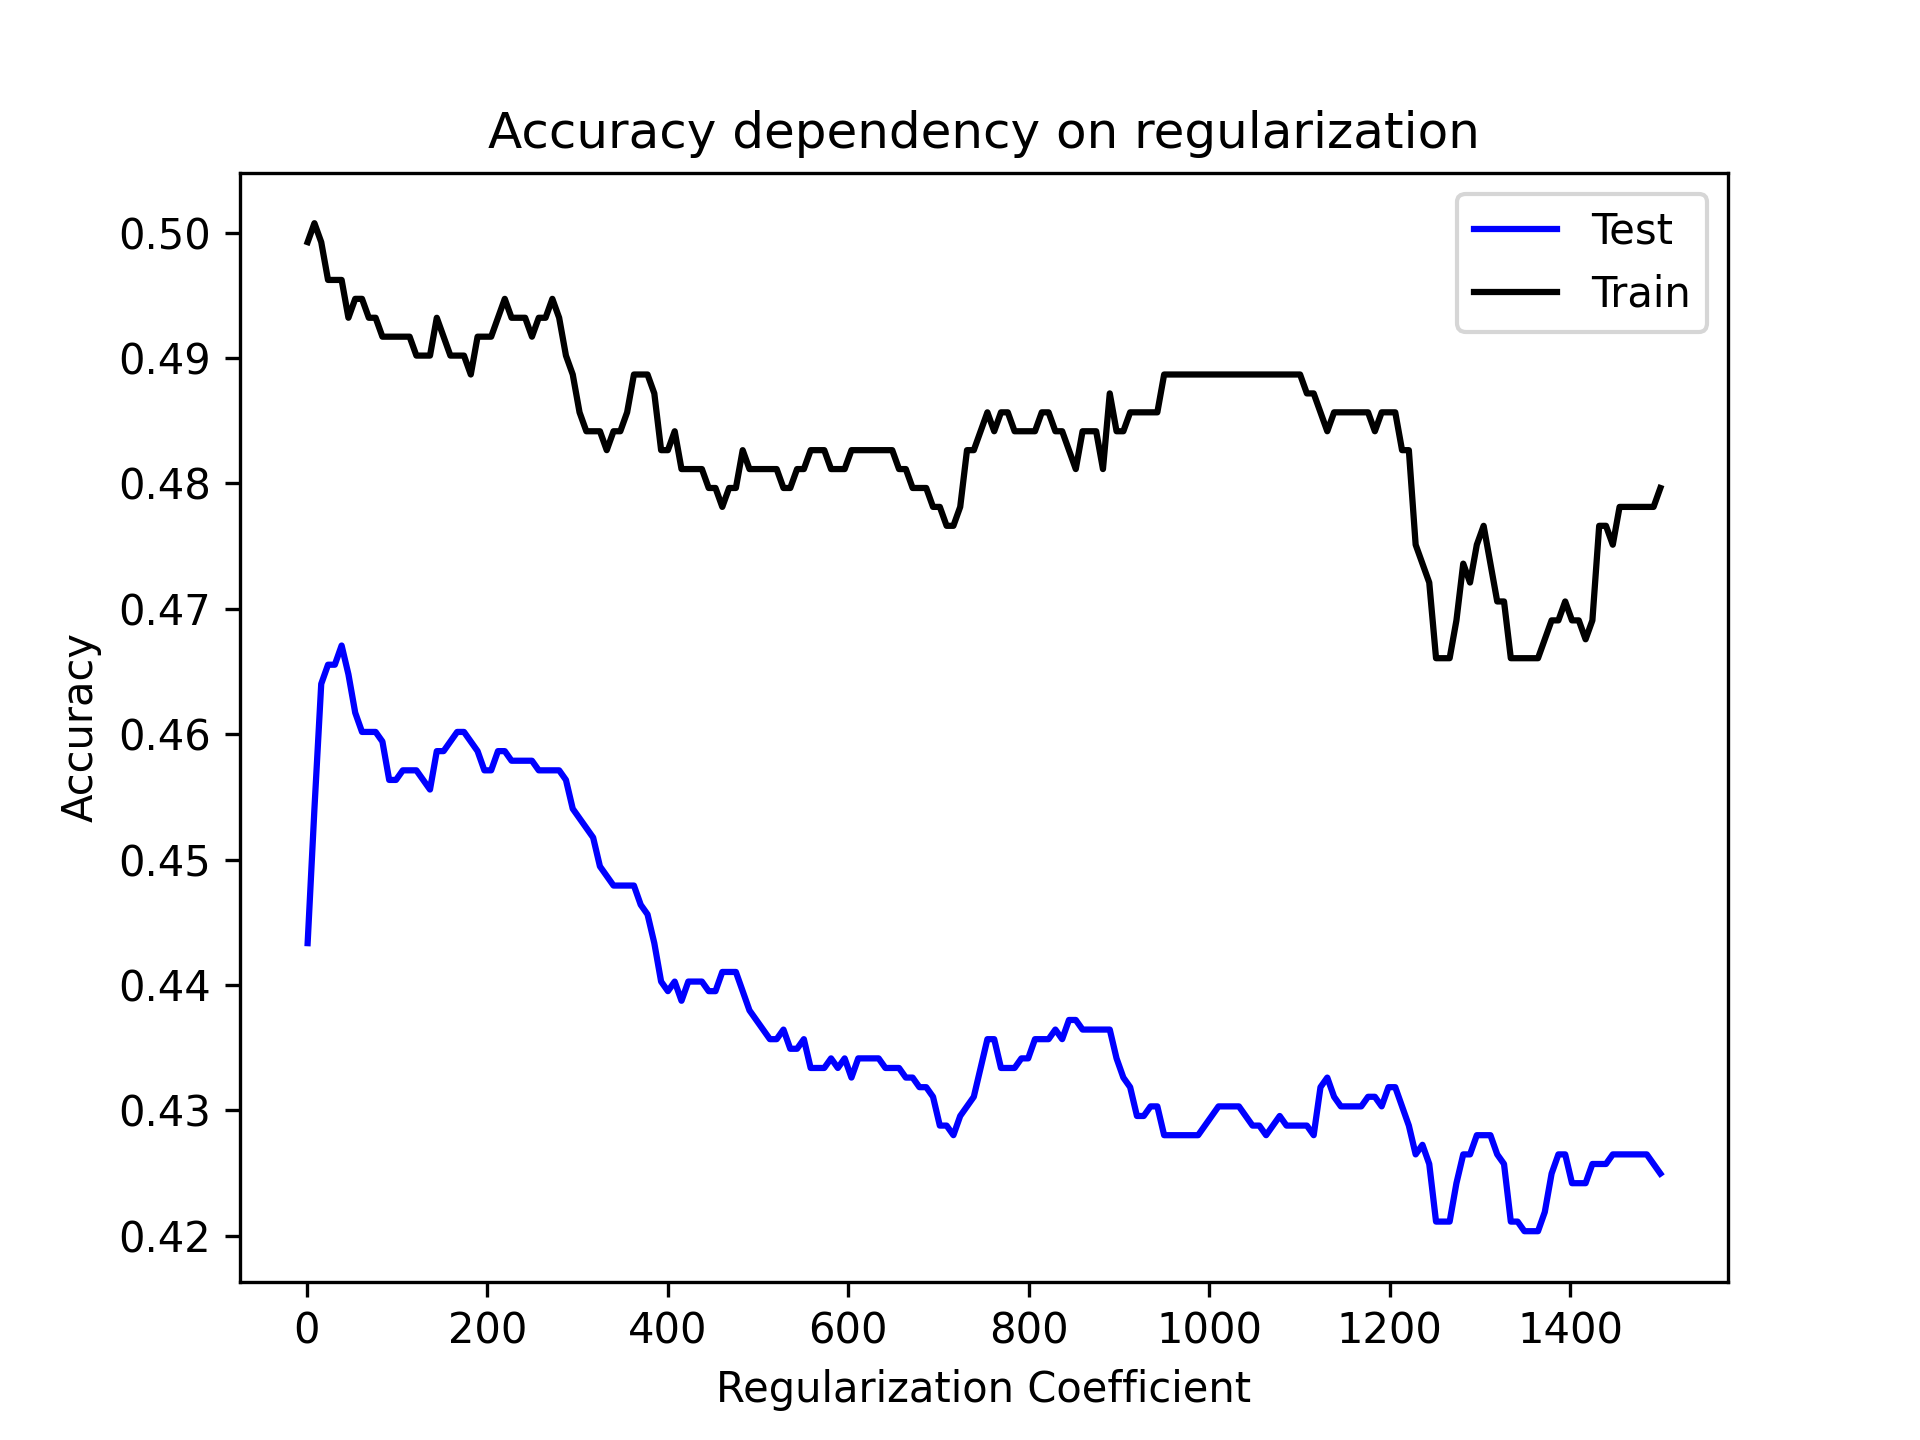 Accuracy dependency on regularization
Test
Train
0.50
0.49
0.48
0.47
0.46
0.45
0.44
0.43
0.42
Accuracy
0 200 400 600 800 1000 1200 1400
Regularization Coefficient